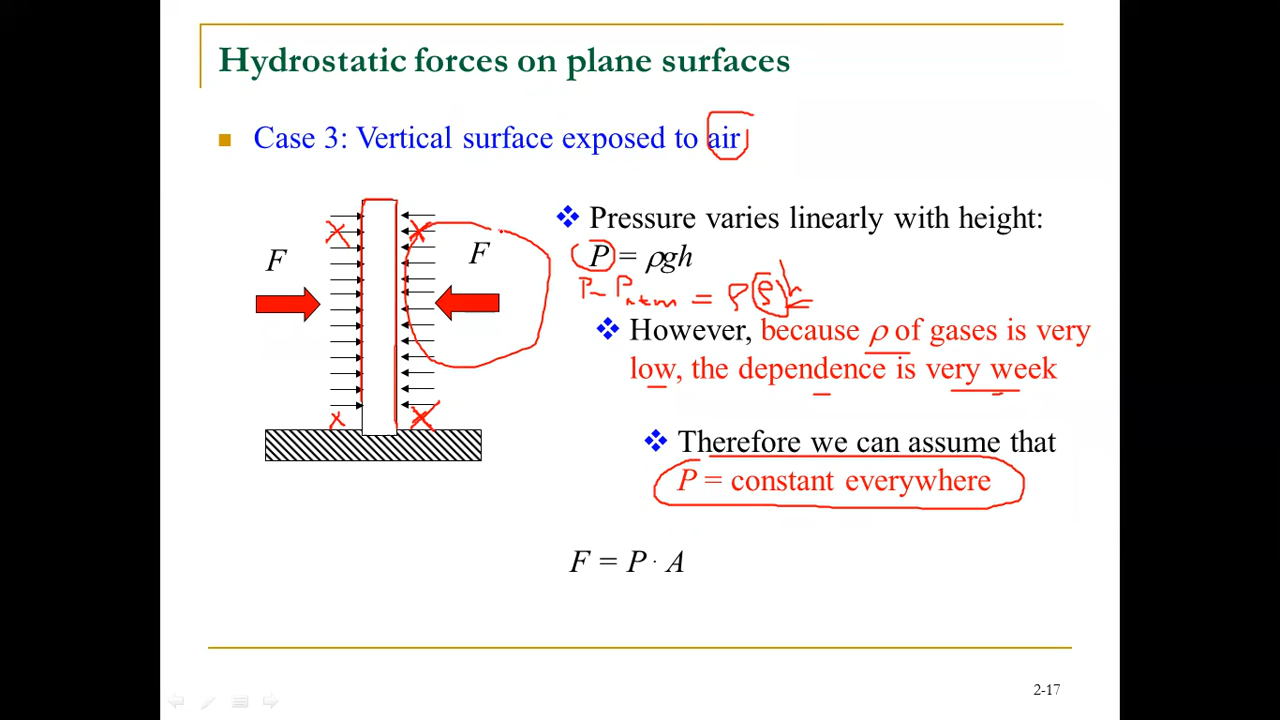 Hydrostatic forces on plane surfaces
Case 3: Vertical surface exposed to air
F
F
Pressure varies linearly with height:
P = ρgh
P - Patm = ρgh
However, because ρ of gases is very
low, the dependence is very week
Therefore we can assume that
P = constant everywhere
F = P · A
2-17